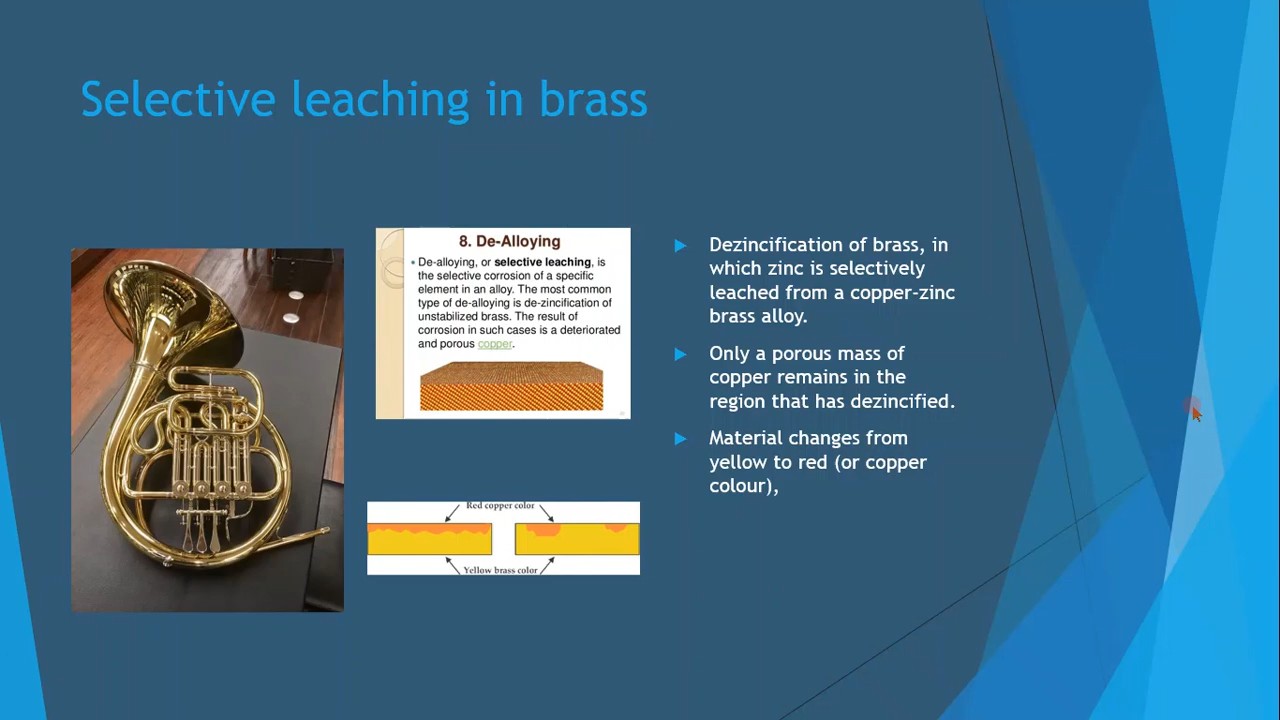 Selective leaching in brass
8. De-Alloying
• De-alloying, or selective leaching, is
the selective corrosion of a specific
element in an alloy. The most common
type of de-alloying is de-zincification of
unstabilized brass. The result of
corrosion in such cases is a deteriorated
and porous copper.
Red copper color
Yellow brass color
Dezincification of brass, in
which zinc is selectively
leached from a copper-zinc
brass alloy.
Only a porous mass of
copper remains in the
region that has dezincified.
Material changes from
yellow to red (or copper
colour),